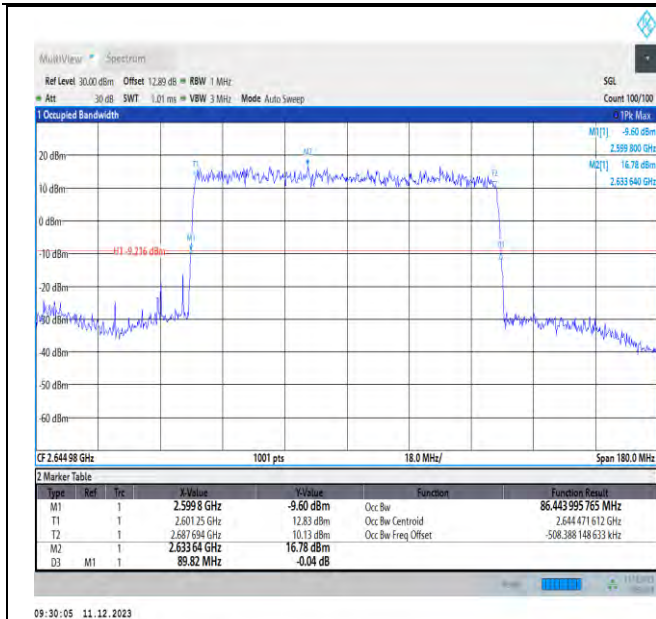 MultiView Spectrum
Ref Level 30.00 dBm Offset 12.89 dB RBW 1 MHz SGL
Att 30 dB SWT 1.01 ms VBW 3 MHz Mode Auto Sweep Count 100/100
1 Occupied Bandwidth 1Pk Max
M1[1] -9.60 dBm
2.599 800 GHz
M2[1] 16.78 dBm
2.633 640 GHz
20 dBm
T1
M2
T2
10 dBm
0 dBm
M1
H1 -9.216 dBm
-10 dBm
-20 dBm
-30 dBm
-40 dBm
-50 dBm
-60 dBm
CF 2.644 98 GHz 1001 pts 18.0 MHz/ Span 180.0 MHz
2 Marker Table
Type Ref Trc X-Value Y-Value Function Function Result
M1 1 2.599 8 GHz -9.60 dBm Occ Bw 86.443 995 765 MHz
T1 1 2.601 25 GHz 12.83 dBm Occ Bw Centroid 2.644 471 612 GHz
T2 1 2.687 694 GHz 10.13 dBm Occ Bw Freq Offset -508.388 148 633 kHz
M2 1 2.633 64 GHz 16.78 dBm
D3 M1 1 89.82 MHz -0.04 dB
09:30:05 11.12.2023